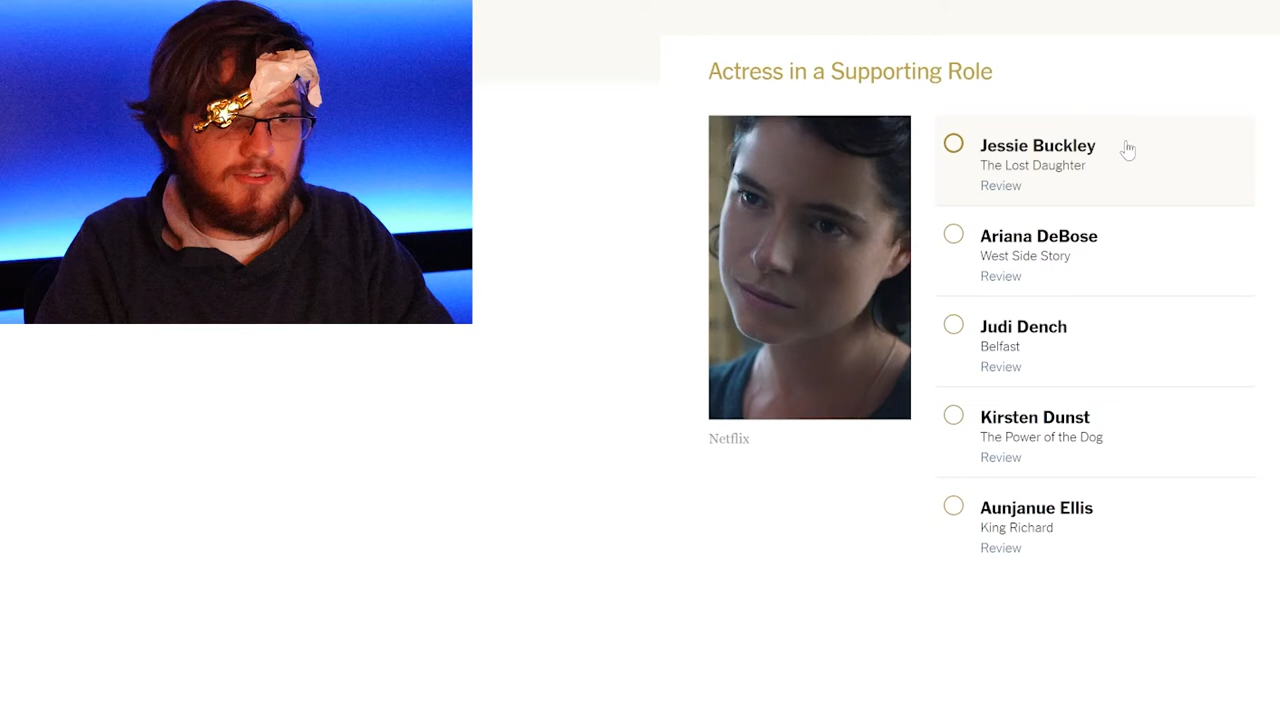 Actress in a Supporting Role
Netflix
Jessie Buckley
The Lost Daughter
Review
Ariana DeBose
West Side Story
Review
Judi Dench
Belfast
Review
Kirsten Dunst
The Power of the Dog
Review
Aunjanue Ellis
King Richard
Review